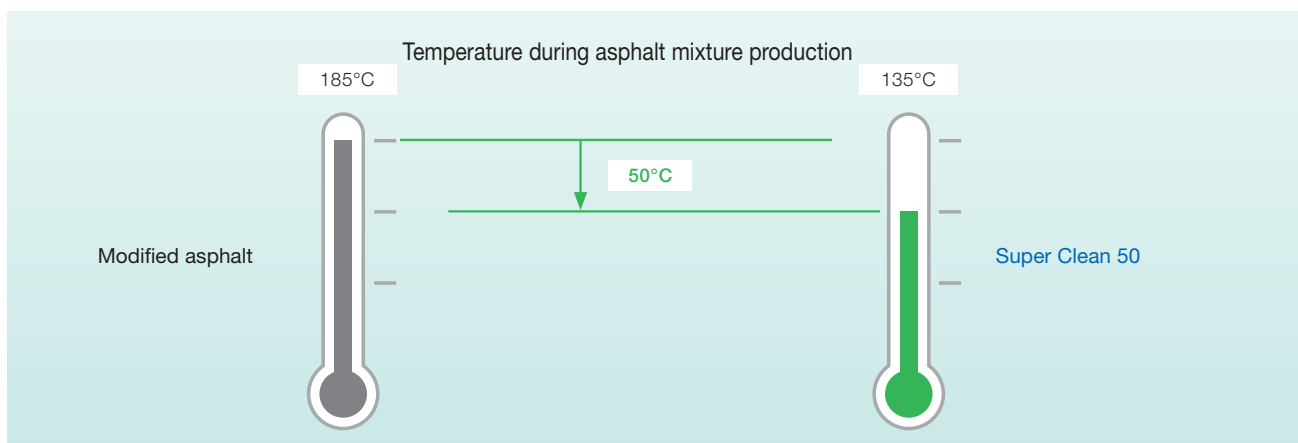 Temperature during asphalt mixture production
185°C
135°C
50°C
Modified asphalt
Super Clean 50